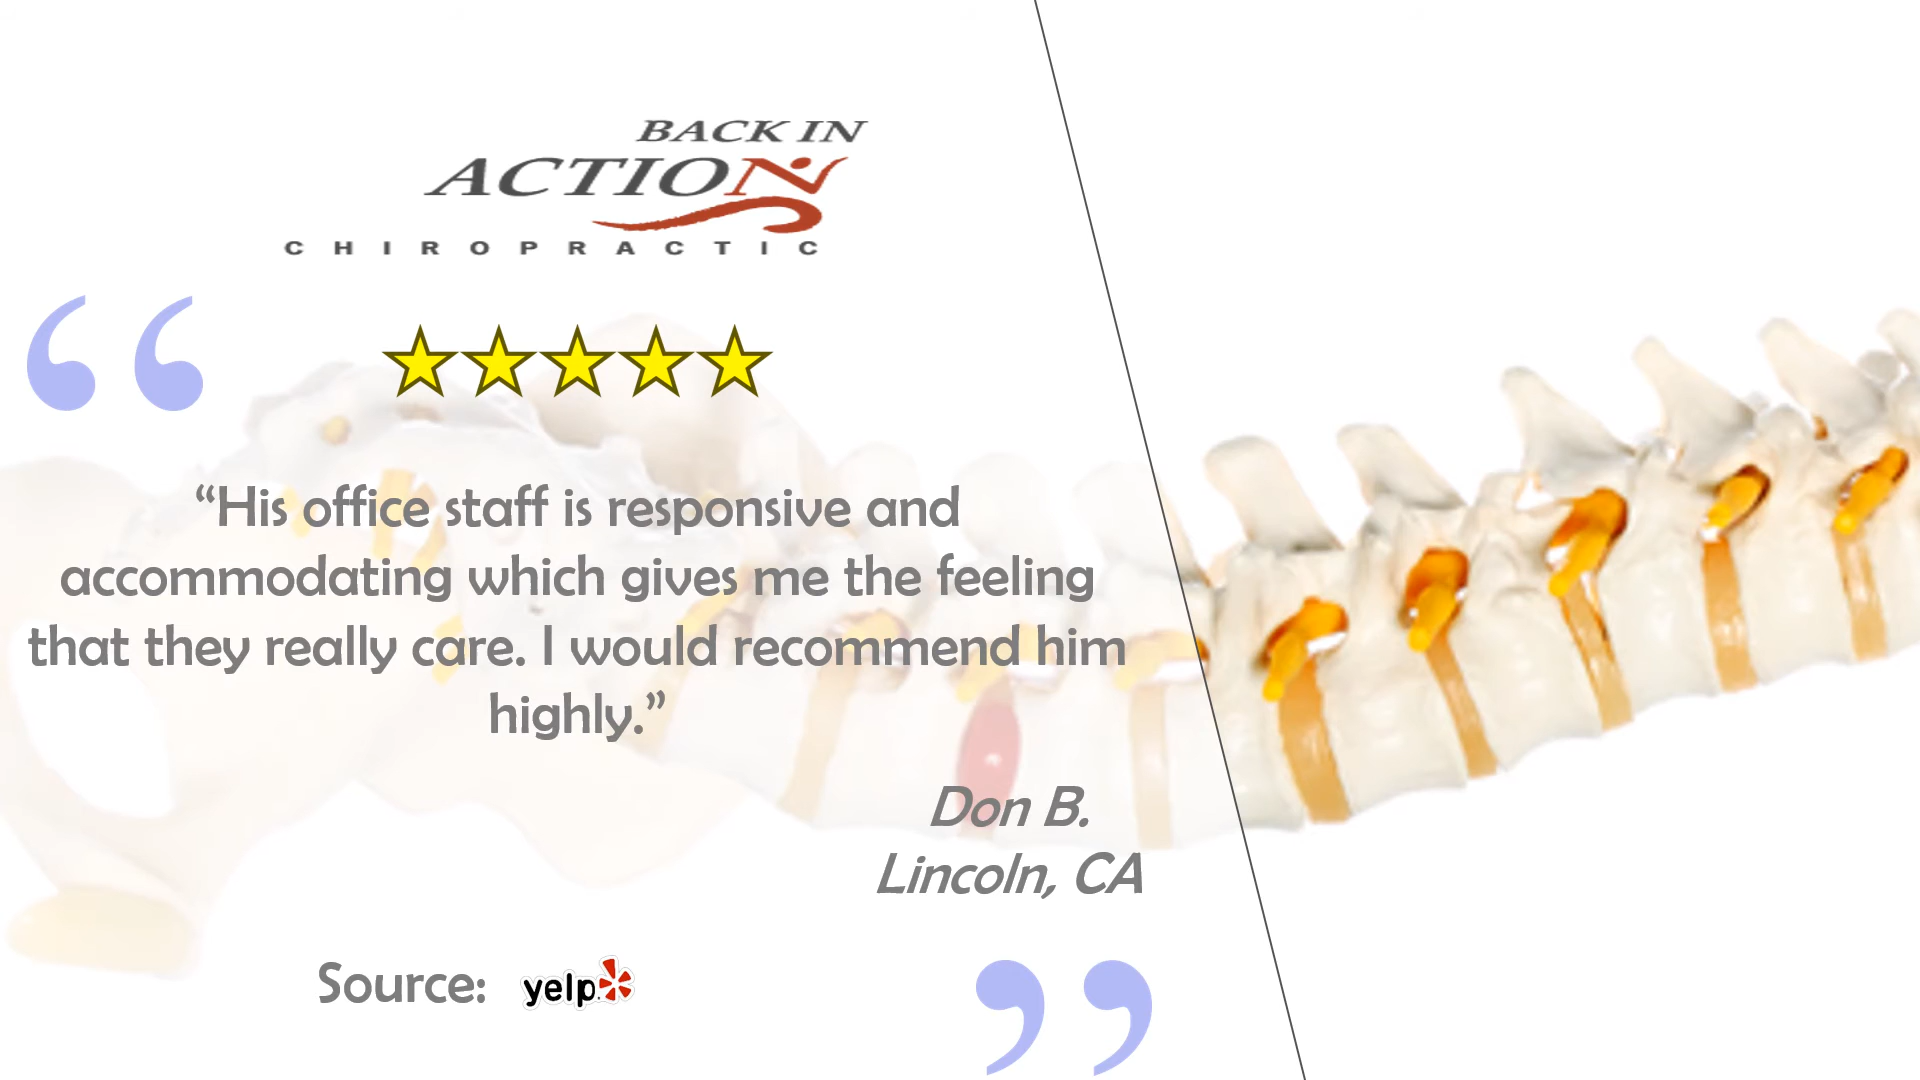 BACK IN
ACTION
CHIROPRACTIC
“His office staff is responsive and
accommodating which gives me the feeling
that they really care. I would recommend him
highly.”
Don B.
Lincoln, CA
Source: yelp